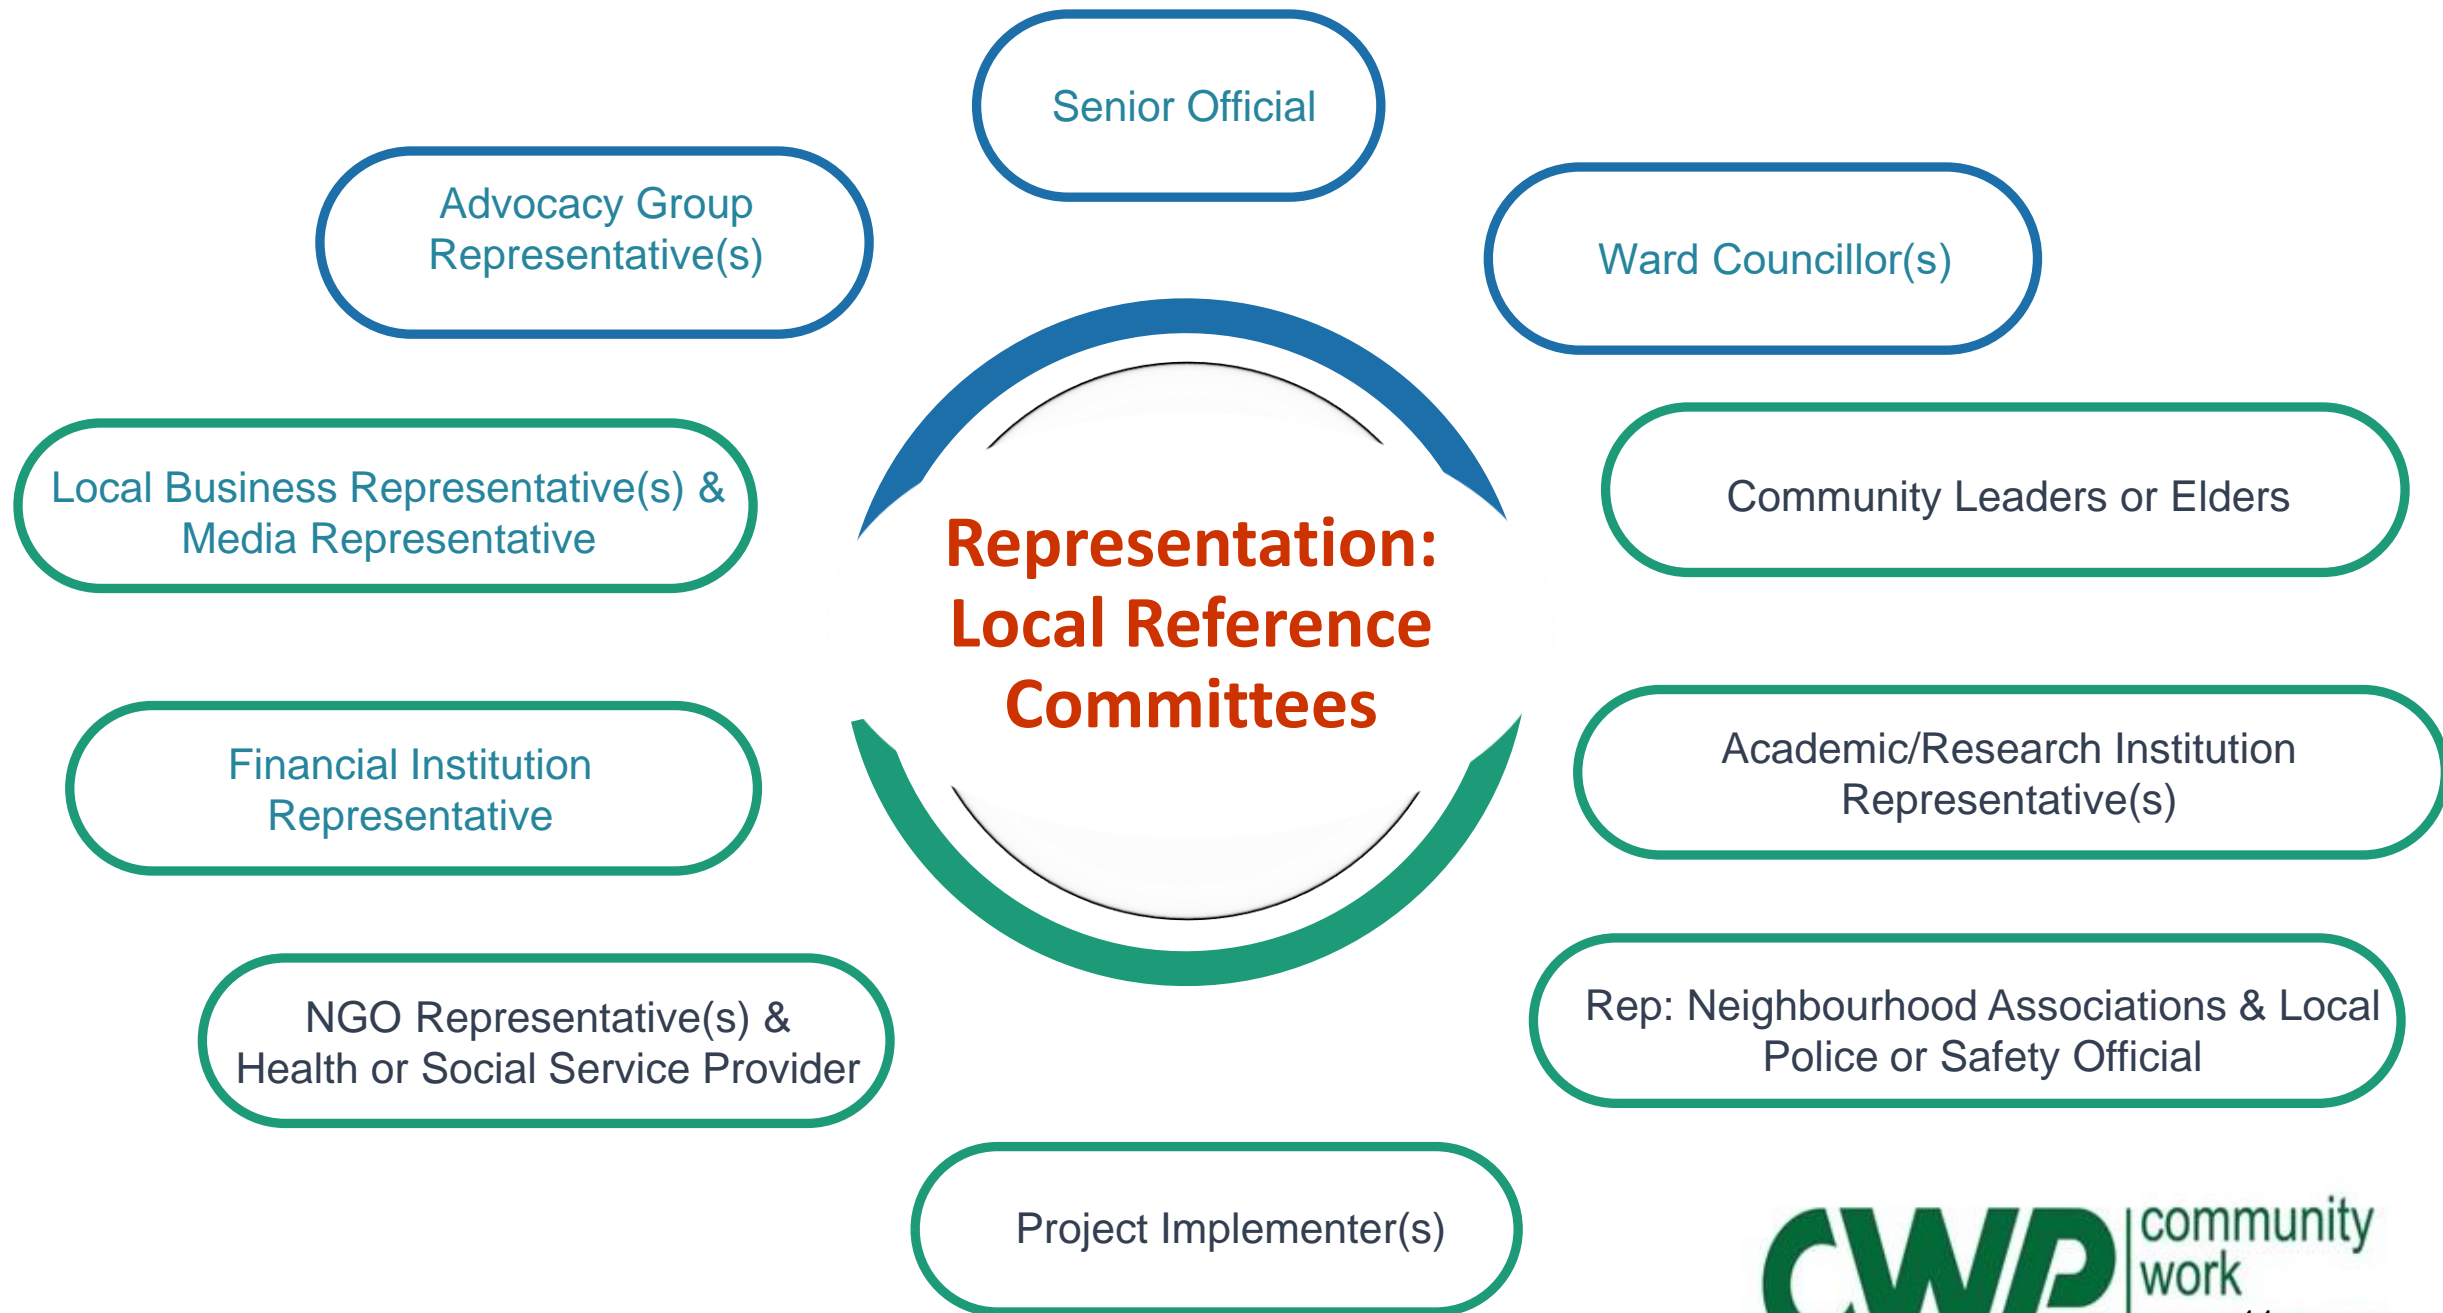 Senior Official
Advocacy Group
Representative(s)
Ward Councillor(s)
Local Business Representative(s) &
Media Representative
Community Leaders or Elders
Representation:
Local Reference
Committees
Financial Institution
Representative
Academic/Research Institution
Representative(s)
NGO Representative(s) &
Health or Social Service Provider
Rep: Neighbourhood Associations & Local
Police or Safety Official
Project Implementer(s)
CWP
community
work